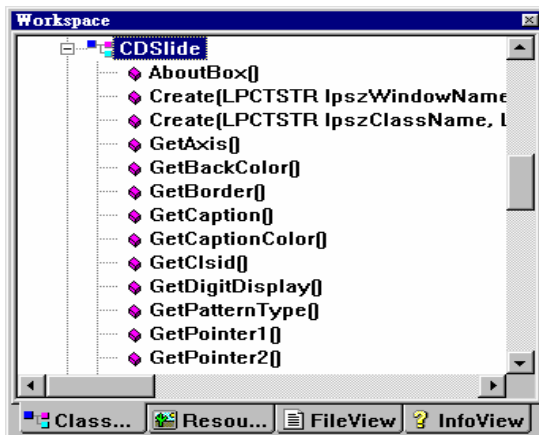 Workspace
CDSlide
AboutBox()
Create(LPCTSTR lpszWindowName
Create(LPCTSTR lpszClassName, L
GetAxis()
GetBackColor()
GetBorder()
GetCaption()
GetCaptionColor()
GetClsid()
GetDigitDisplay()
GetPatternType()
GetPointer1()
GetPointer2()
Class... Resou... FileView InfoView